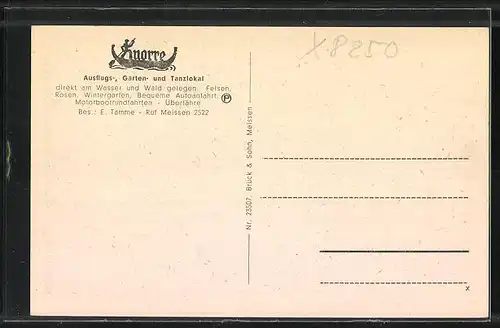 Knorre
Ausflugs-, Garten- und Tanzlokal
direkt am Wasser und Wald gelegen. Felsen,
Rosen, Wintergarten, Bequeme Autoanfahrt.
Motorbootrundfahrten - Überfähre
Bes.: E. Tamme - Ruf Meissen 2522
P
X 8250
Nr. 23507, Brück & Sohn, Meissen
x